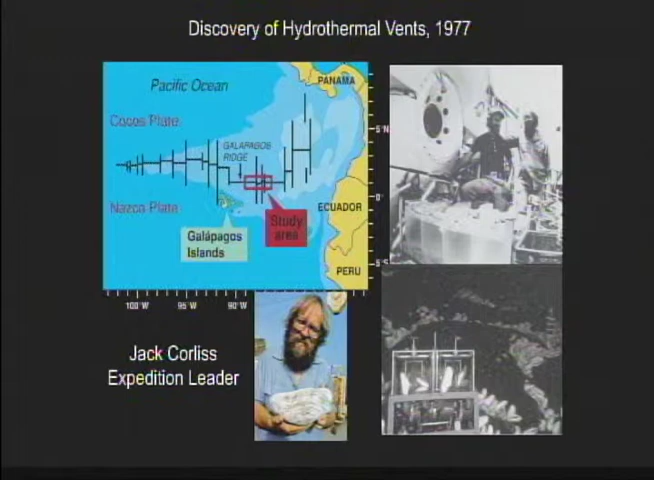 Discovery of Hydrothermal Vents, 1977
Pacific Ocean
PANAMA
Cocos Plate
5°N
GALAPAGOS
RIDGE
0°
Nazca Plate
ECUADOR
Study
area
Galápagos
Islands
5°S
PERU
100°W
95°W
90°W
Jack Corliss
Expedition Leader